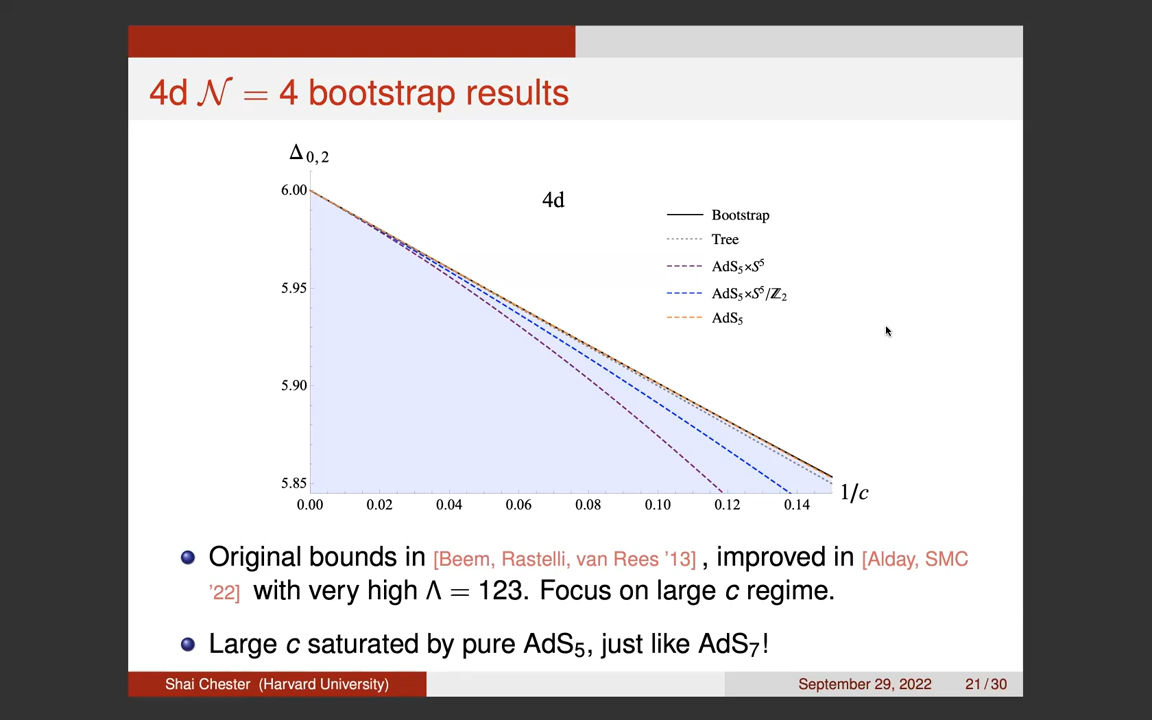 4d 𝒩 = 4 bootstrap results
Δ₀,₂
6.00
4d
Bootstrap
Tree
AdS₅×S⁵
5.95
AdS₅×S⁵/ℤ₂
AdS₅
5.90
5.85
1/c
0.00 0.02 0.04 0.06 0.08 0.10 0.12 0.14
Original bounds in [Beem, Rastelli, van Rees '13] , improved in [Alday, SMC
'22] with very high Λ = 123. Focus on large c regime.
Large c saturated by pure AdS₅, just like AdS₇!
Shai Chester (Harvard University) September 29, 2022 21 / 30